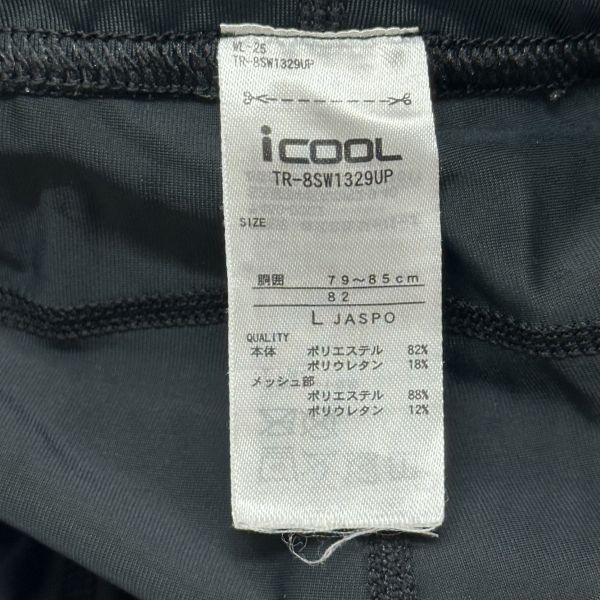 WL-25
TR-8SW1329UP
iCOOL
TR-8SW1329UP
SIZE
胴囲 79～85cm
82
L JASPO
QUALITY
本体 ポリエステル 82%
ポリウレタン 18%
メッシュ部
ポリエステル 88%
ポリウレタン 12%